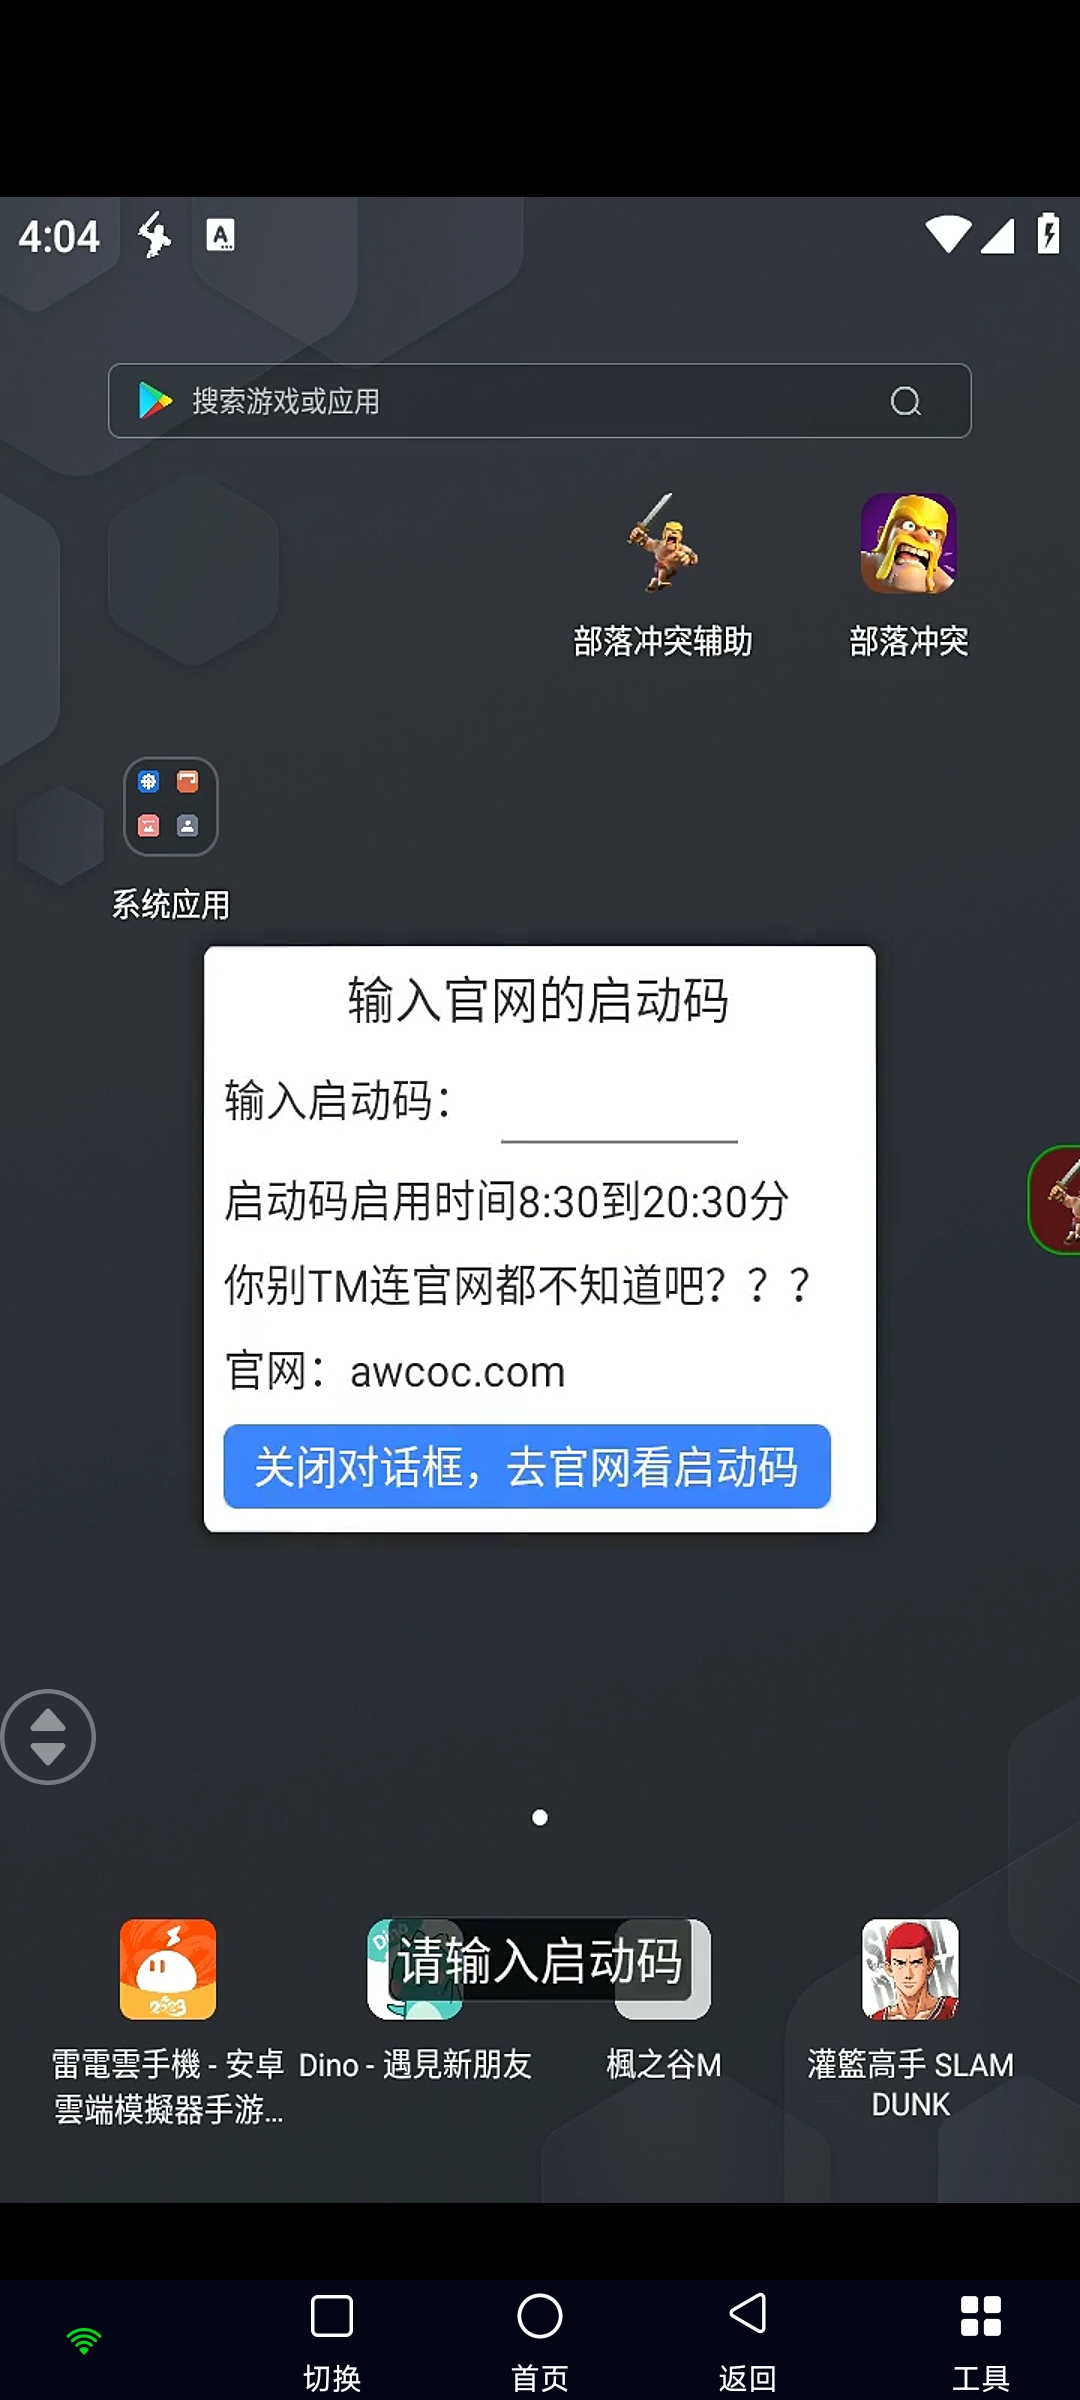 4:04
搜索游戏或应用
部落冲突辅助
部落冲突
系统应用
输入官网的启动码
输入启动码：
启动码启用时间8:30到20:30分
你别TM连官网都不知道吧？？？
官网：awcoc.com
关闭对话框，去官网看启动码
请输入启动码
雷電雲手機 - 安卓
雲端模擬器手游...
Dino - 遇見新朋友
楓之谷M
灌籃高手 SLAM
DUNK
切换
首页
返回
工具